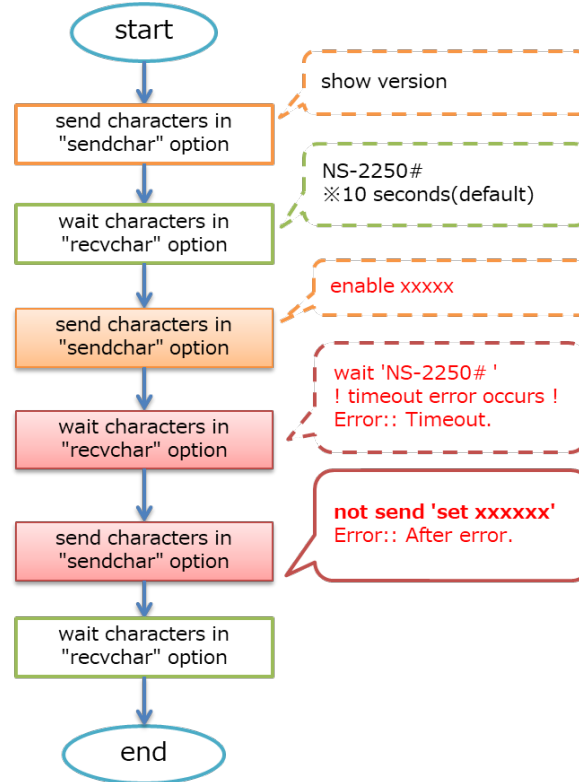 start
send characters in
"sendchar" option
show version
wait characters in
"recvchar" option
NS-2250#
※10 seconds(default)
send characters in
"sendchar" option
enable xxxxx
wait characters in
"recvchar" option
wait 'NS-2250# '
! timeout error occurs !
Error:: Timeout.
send characters in
"sendchar" option
not send 'set xxxxxx'
Error:: After error.
wait characters in
"recvchar" option
end